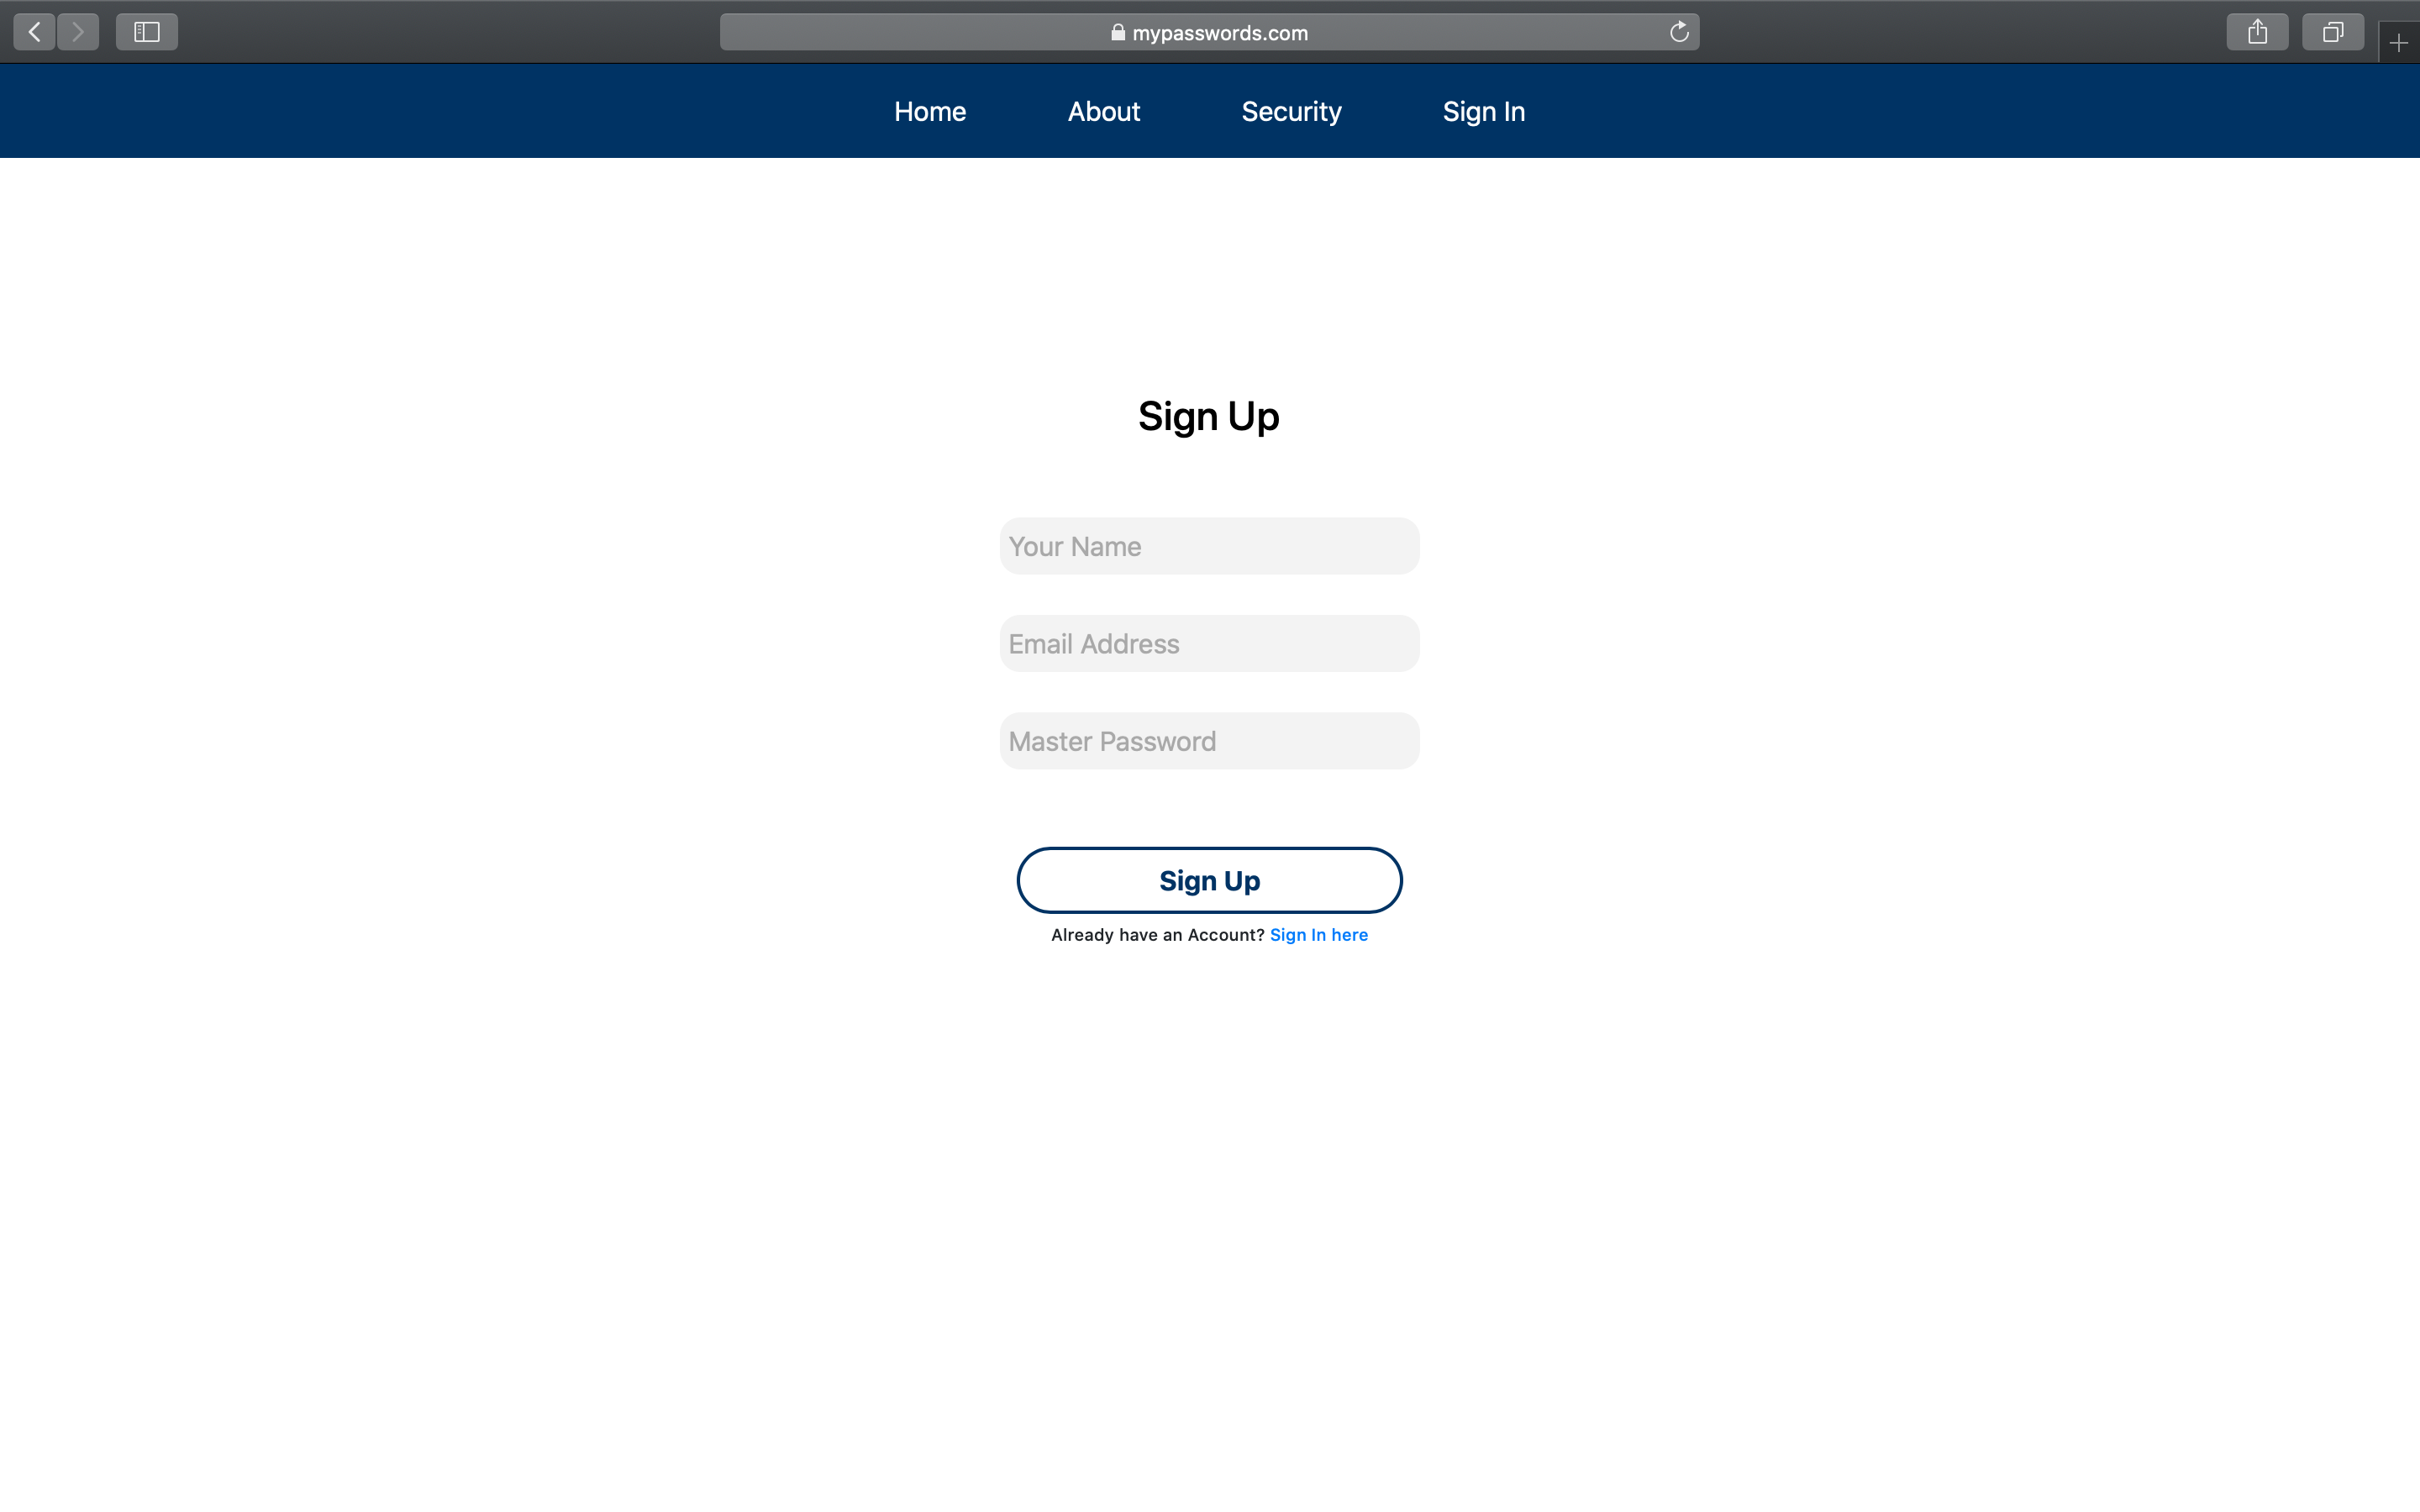 mypasswords.com
Home About Security Sign In
Sign Up
Your Name
Email Address
Master Password
Sign Up
Already have an Account? Sign In here